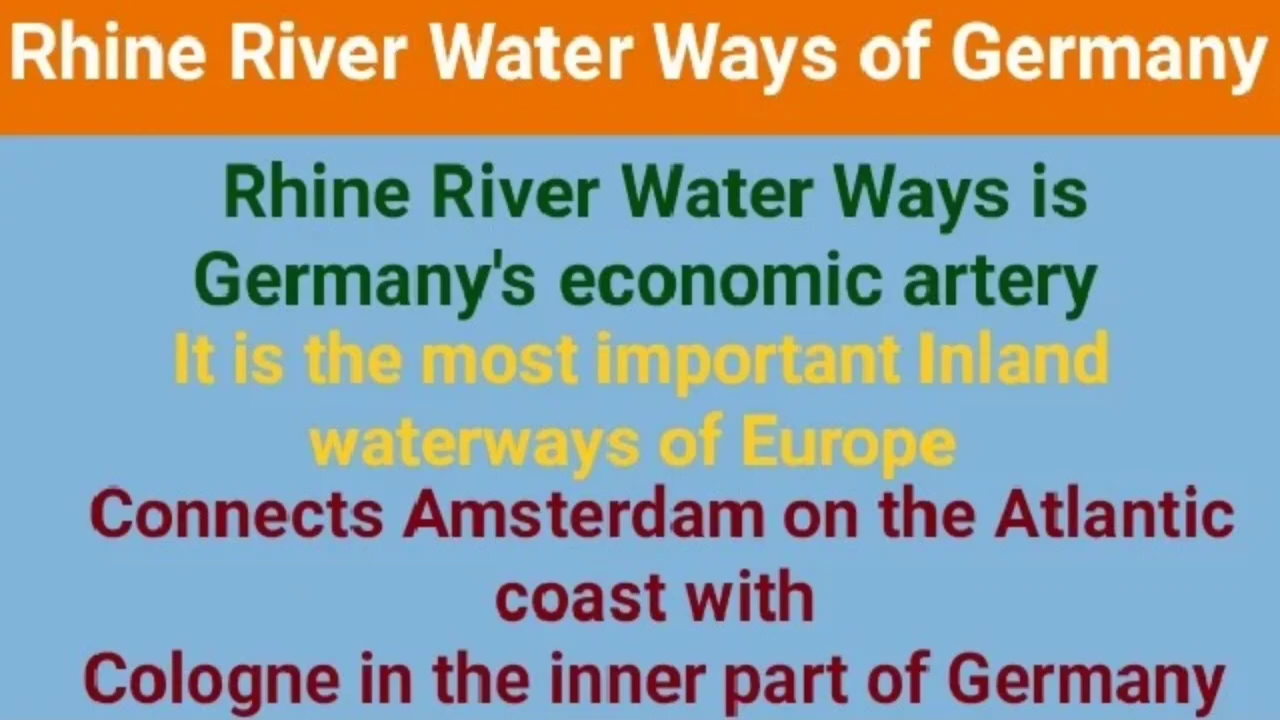 Rhine River Water Ways of Germany
Rhine River Water Ways is
Germany's economic artery
It is the most important Inland
waterways of Europe
Connects Amsterdam on the Atlantic
coast with
Cologne in the inner part of Germany